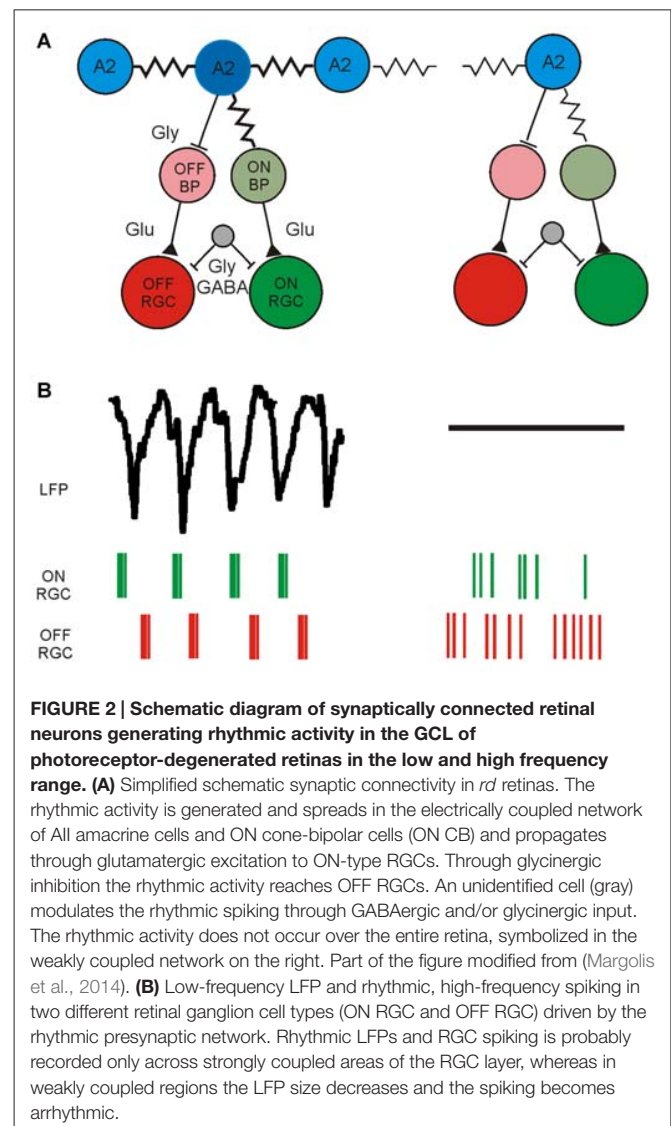 A
A2 A2 A2 A2
Gly
OFF BP ON BP
Glu Glu
Gly
GABA
OFF RGC ON RGC
B
LFP
ON
RGC
OFF
RGC
FIGURE 2 | Schematic diagram of synaptically connected retinal
neurons generating rhythmic activity in the GCL of
photoreceptor-degenerated retinas in the low and high frequency
range. (A) Simplified schematic synaptic connectivity in rd retinas. The
rhythmic activity is generated and spreads in the electrically coupled network
of AII amacrine cells and ON cone-bipolar cells (ON CB) and propagates
through glutamatergic excitation to ON-type RGCs. Through glycinergic
inhibition the rhythmic activity reaches OFF RGCs. An unidentified cell (gray)
modulates the rhythmic spiking through GABAergic and/or glycinergic input.
The rhythmic activity does not occur over the entire retina, symbolized in the
weakly coupled network on the right. Part of the figure modified from (Margolis
et al., 2014). (B) Low-frequency LFP and rhythmic, high-frequency spiking in
two different retinal ganglion cell types (ON RGC and OFF RGC) driven by the
rhythmic presynaptic network. Rhythmic LFPs and RGC spiking is probably
recorded only across strongly coupled areas of the RGC layer, whereas in
weakly coupled regions the LFP size decreases and the spiking becomes
arrhythmic.